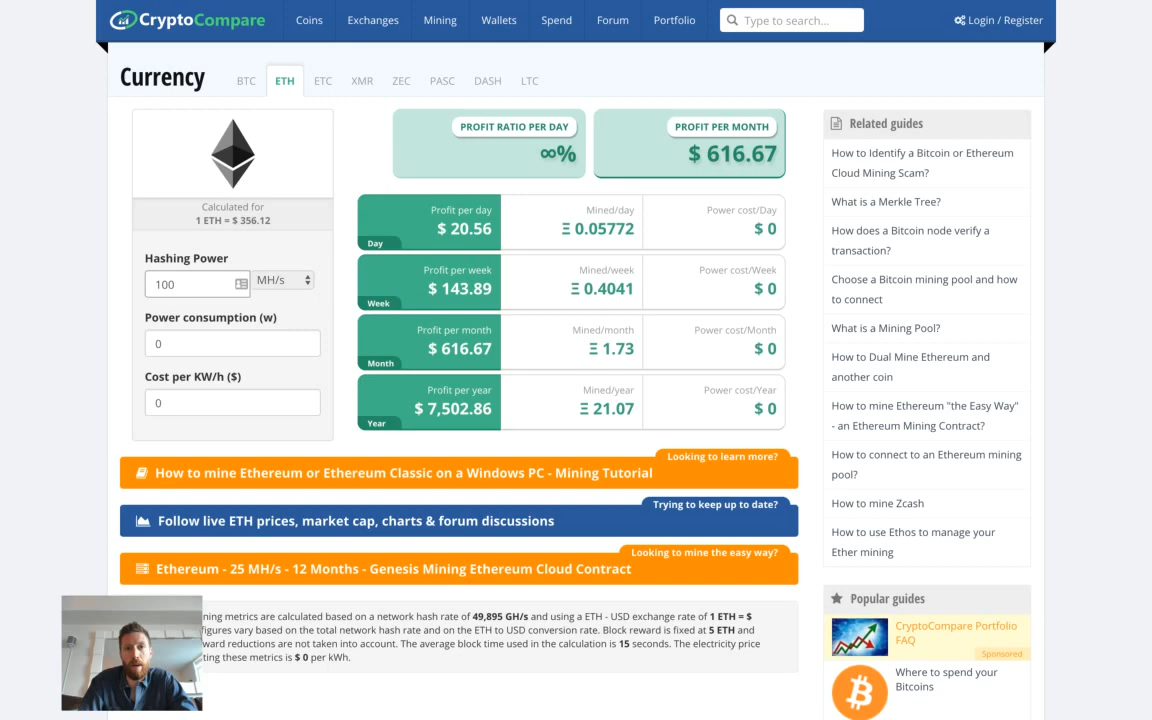 CryptoCompare
Coins Exchanges Mining Wallets Spend Forum Portfolio Type to search... Login / Register
Currency BTC ETH ETC XMR ZEC PASC DASH LTC
Calculated for
1 ETH = $ 356.12
Hashing Power
100 MH/s
Power consumption (w)
0
Cost per KW/h ($)
0
PROFIT RATIO PER DAY
∞%
PROFIT PER MONTH
$ 616.67
Profit per day Mined/day Power cost/Day
$ 20.56 Ξ 0.05772 $ 0
Day
Profit per week Mined/week Power cost/Week
$ 143.89 Ξ 0.4041 $ 0
Week
Profit per month Mined/month Power cost/Month
$ 616.67 Ξ 1.73 $ 0
Month
Profit per year Mined/year Power cost/Year
$ 7,502.86 Ξ 21.07 $ 0
Year
Looking to learn more?
How to mine Ethereum or Ethereum Classic on a Windows PC - Mining Tutorial
Trying to keep up to date?
Follow live ETH prices, market cap, charts & forum discussions
Looking to mine the easy way?
Ethereum - 25 MH/s - 12 Months - Genesis Mining Ethereum Cloud Contract
ning metrics are calculated based on a network hash rate of 49,895 GH/s and using a ETH - USD exchange rate of 1 ETH = $
figures vary based on the total network hash rate and on the ETH to USD conversion rate. Block reward is fixed at 5 ETH and
ward reductions are not taken into account. The average block time used in the calculation is 15 seconds. The electricity price
ting these metrics is $ 0 per kWh.
Related guides
How to Identify a Bitcoin or Ethereum
Cloud Mining Scam?
What is a Merkle Tree?
How does a Bitcoin node verify a
transaction?
Choose a Bitcoin mining pool and how
to connect
What is a Mining Pool?
How to Dual Mine Ethereum and
another coin
How to mine Ethereum "the Easy Way"
- an Ethereum Mining Contract?
How to connect to an Ethereum mining
pool?
How to mine Zcash
How to use Ethos to manage your
Ether mining
Popular guides
CryptoCompare Portfolio
FAQ
Sponsored
Where to spend your
Bitcoins